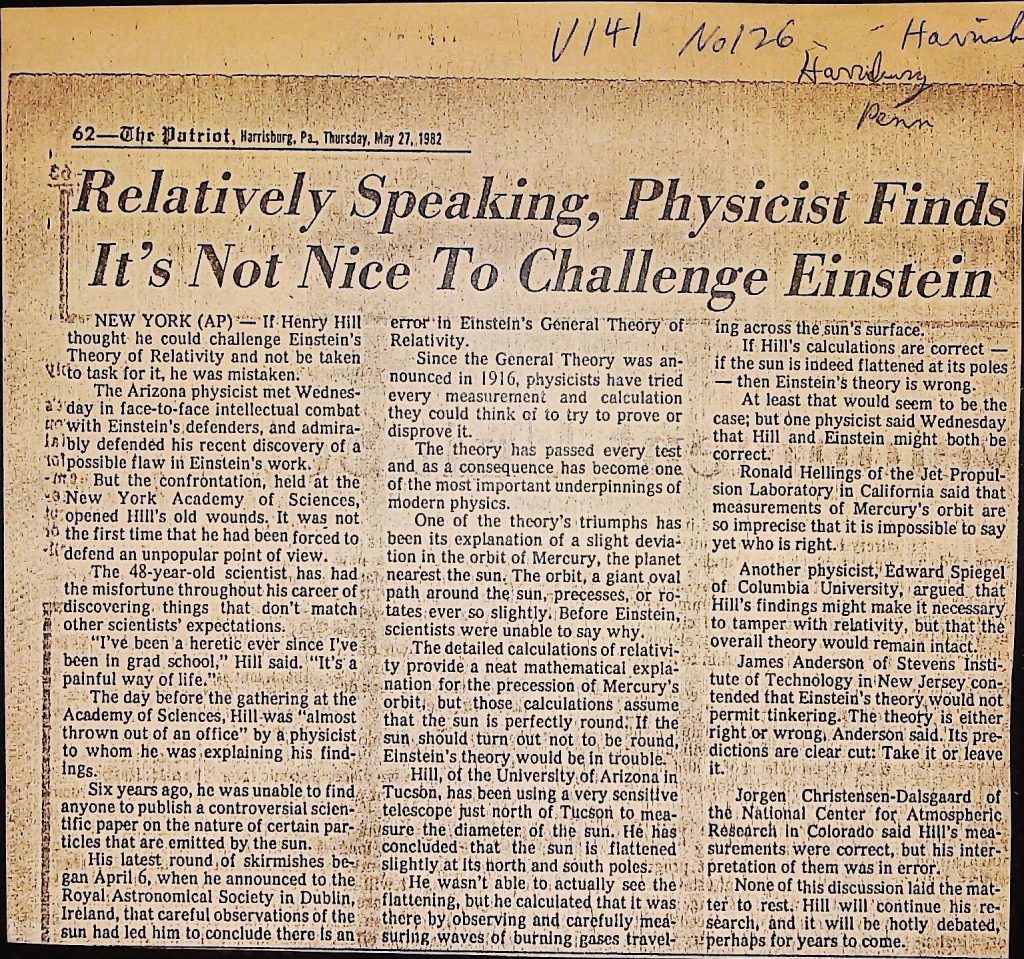 V141 No126 - Harrisb
Harrisburg
Penn
62—The Patriot, Harrisburg, Pa., Thursday, May 27, 1982
Relatively Speaking, Physicist Finds
It's Not Nice To Challenge Einstein
NEW YORK (AP) — If Henry Hill
thought he could challenge Einstein's
Theory of Relativity and not be taken
to task for it, he was mistaken.
The Arizona physicist met Wednes-
day in face-to-face intellectual combat
with Einstein's defenders, and admira-
bly defended his recent discovery of a
possible flaw in Einstein's work.
But the confrontation, held at the
New York Academy of Sciences,
opened Hill's old wounds. It was not
the first time that he had been forced to
defend an unpopular point of view.
The 48-year-old scientist has had
the misfortune throughout his career of
discovering things that don't match
other scientists' expectations.
"I've been a heretic ever since I've
been in grad school," Hill said. "It's a
painful way of life."
The day before the gathering at the
Academy of Sciences, Hill was "almost
thrown out of an office" by a physicist
to whom he was explaining his find-
ings.
Six years ago, he was unable to find
anyone to publish a controversial scien-
tific paper on the nature of certain par-
ticles that are emitted by the sun.
His latest round of skirmishes be-
gan April 6, when he announced to the
Royal Astronomical Society in Dublin,
Ireland, that careful observations of the
sun had led him to conclude there is an
error in Einstein's General Theory of
Relativity.
Since the General Theory was an-
nounced in 1916, physicists have tried
every measurement and calculation
they could think of to try to prove or
disprove it.
The theory has passed every test
and as a consequence has become one
of the most important underpinnings of
modern physics.
One of the theory's triumphs has
been its explanation of a slight devia-
tion in the orbit of Mercury, the planet
nearest the sun. The orbit, a giant oval
path around the sun, precesses, or ro-
tates ever so slightly. Before Einstein,
scientists were unable to say why.
The detailed calculations of relativi-
ty provide a neat mathematical expla-
nation for the precession of Mercury's
orbit, but those calculations assume
that the sun is perfectly round. If the
sun should turn out not to be round,
Einstein's theory would be in trouble.
Hill, of the University of Arizona in
Tucson, has been using a very sensitive
telescope just north of Tucson to mea-
sure the diameter of the sun. He has
concluded that the sun is flattened
slightly at its north and south poles.
He wasn't able to actually see the
flattening, but he calculated that it was
there by observing and carefully mea-
suring waves of burning gases travel-
ing across the sun's surface.
If Hill's calculations are correct —
if the sun is indeed flattened at its poles
— then Einstein's theory is wrong.
At least that would seem to be the
case; but one physicist said Wednesday
that Hill and Einstein might both be
correct.
Ronald Hellings of the Jet Propul-
sion Laboratory in California said that
measurements of Mercury's orbit are
so imprecise that it is impossible to say
yet who is right.
Another physicist, Edward Spiegel
of Columbia University, argued that
Hill's findings might make it necessary
to tamper with relativity, but that the
overall theory would remain intact.
James Anderson of Stevens Insti-
tute of Technology in New Jersey con-
tended that Einstein's theory would not
permit tinkering. The theory is either
right or wrong, Anderson said. Its pre-
dictions are clear cut: Take it or leave
it.
Jorgen Christensen-Dalsgaard of
the National Center for Atmospheric
Research in Colorado said Hill's mea-
surements were correct, but his inter-
pretation of them was in error.
None of this discussion laid the mat-
ter to rest. Hill will continue his re-
search, and it will be hotly debated,
perhaps for years to come.